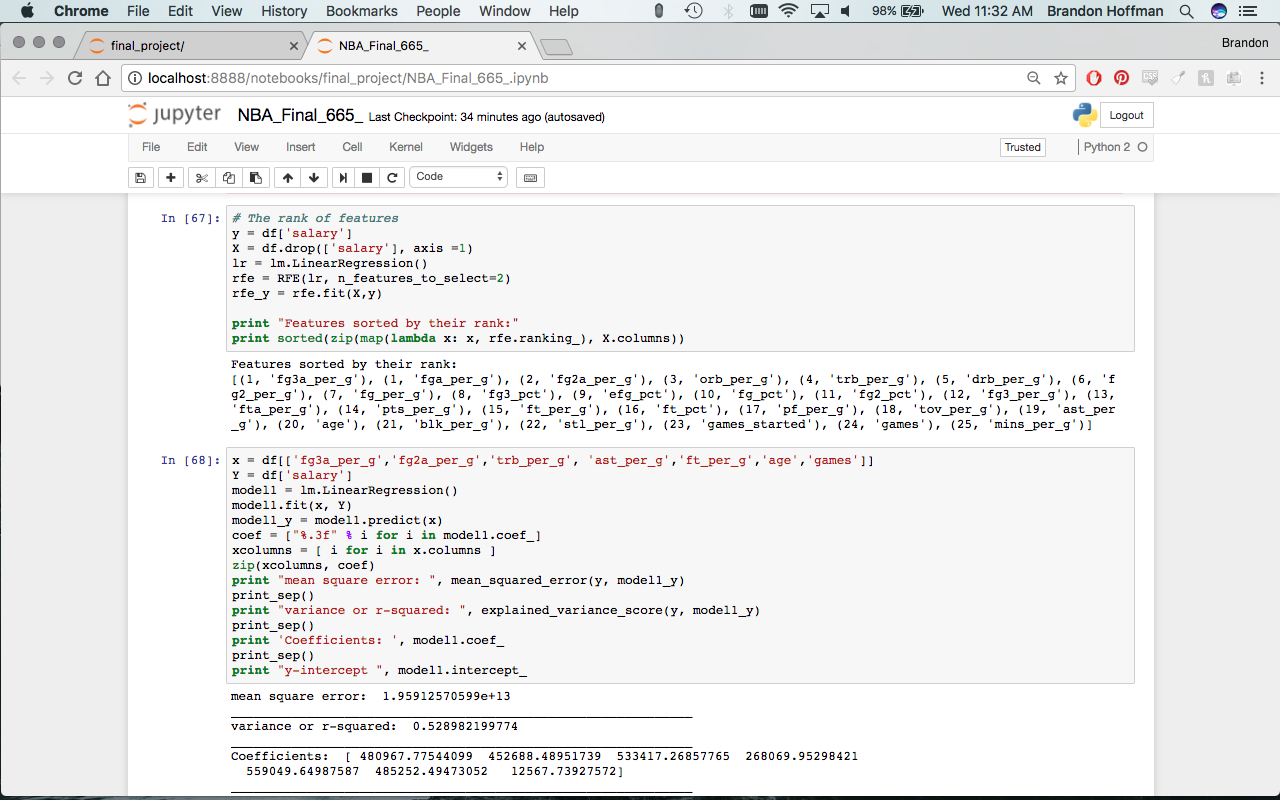 Chrome File Edit View History Bookmarks People Window Help 98% Wed 11:32 AM Brandon Hoffman
final_project/ NBA_Final_665_ Brandon
localhost:8888/notebooks/final_project/NBA_Final_665_.ipynb
jupyter NBA_Final_665_ Last Checkpoint: 34 minutes ago (autosaved) Logout
File Edit View Insert Cell Kernel Widgets Help Trusted Python 2
Code
In [67]: # The rank of features
y = df['salary']
X = df.drop(['salary'], axis =1)
lr = lm.LinearRegression()
rfe = RFE(lr, n_features_to_select=2)
rfe_y = rfe.fit(X,y)
print "Features sorted by their rank:"
print sorted(zip(map(lambda x: x, rfe.ranking_), X.columns))
Features sorted by their rank:
[(1, 'fg3a_per_g'), (1, 'fga_per_g'), (2, 'fg2a_per_g'), (3, 'orb_per_g'), (4, 'trb_per_g'), (5, 'drb_per_g'), (6, 'f
g2_per_g'), (7, 'fg_per_g'), (8, 'fg3_pct'), (9, 'efg_pct'), (10, 'fg_pct'), (11, 'fg2_pct'), (12, 'fg3_per_g'), (13,
'fta_per_g'), (14, 'pts_per_g'), (15, 'ft_per_g'), (16, 'ft_pct'), (17, 'pf_per_g'), (18, 'tov_per_g'), (19, 'ast_per
_g'), (20, 'age'), (21, 'blk_per_g'), (22, 'stl_per_g'), (23, 'games_started'), (24, 'games'), (25, 'mins_per_g')]
In [68]: x = df[['fg3a_per_g','fg2a_per_g','trb_per_g', 'ast_per_g','ft_per_g','age','games']]
Y = df['salary']
model1 = lm.LinearRegression()
model1.fit(x, Y)
model1_y = model1.predict(x)
coef = ["%.3f" % i for i in model1.coef_]
xcolumns = [ i for i in x.columns ]
zip(xcolumns, coef)
print "mean square error: ", mean_squared_error(y, model1_y)
print_sep()
print "variance or r-squared: ", explained_variance_score(y, model1_y)
print_sep()
print 'Coefficients: ', model1.coef_
print_sep()
print "y-intercept ", model1.intercept_
mean square error:  1.95912570599e+13
variance or r-squared:  0.528982199774
Coefficients:  [ 480967.77544099  452688.48951739  533417.26857765  268069.95298421
559049.64987587  485252.49473052  12567.73927572]